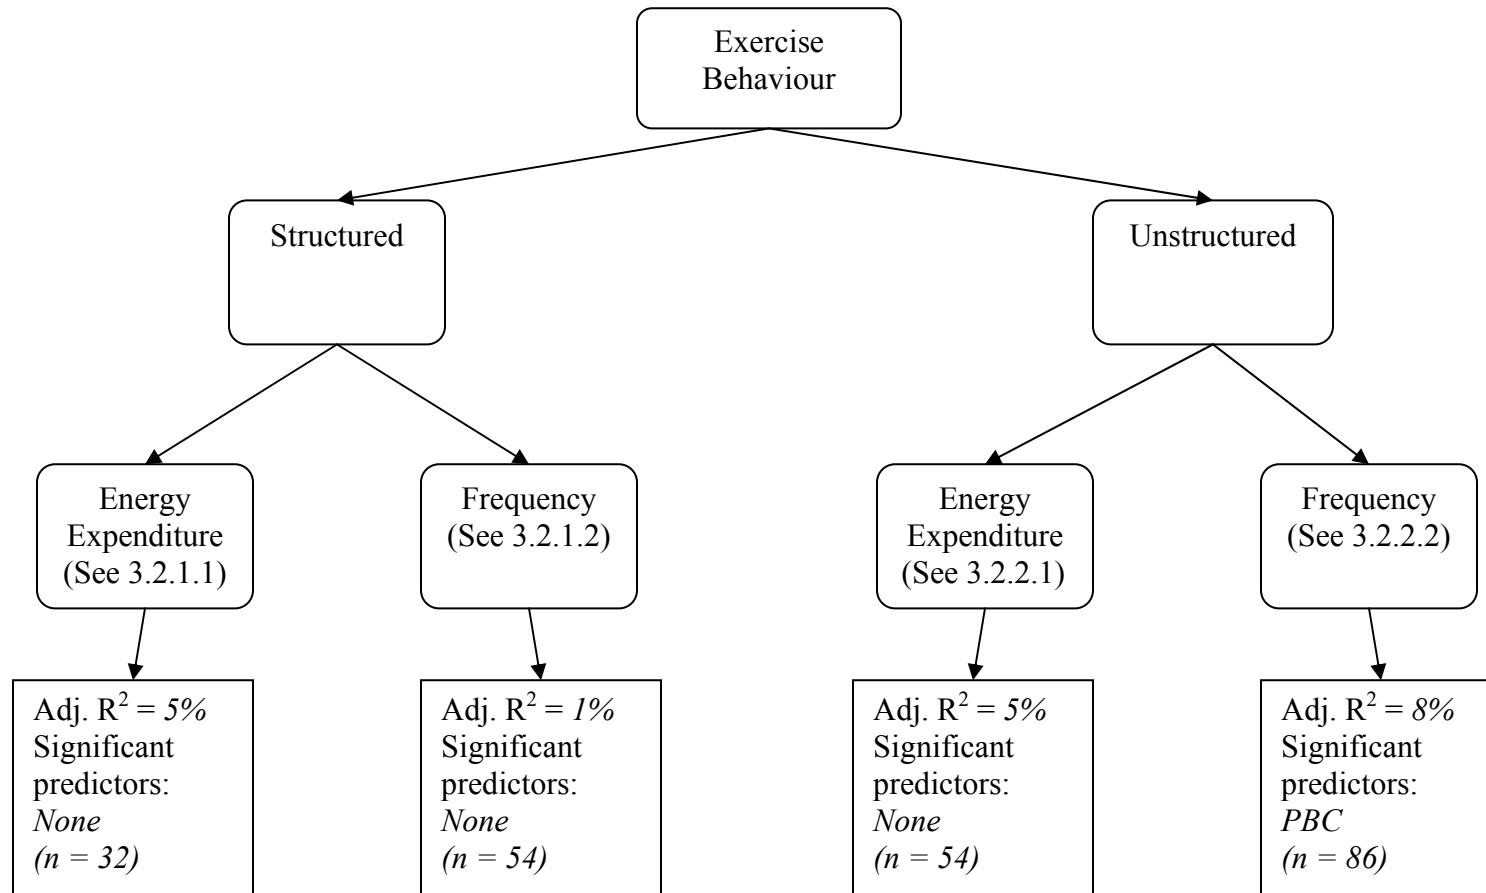 Exercise
Behaviour
Structured
Unstructured
Energy
Expenditure
(See 3.2.1.1)
Frequency
(See 3.2.1.2)
Energy
Expenditure
(See 3.2.2.1)
Frequency
(See 3.2.2.2)
Adj. R² = 5%
Significant
predictors:
None
(n = 32)
Adj. R² = 1%
Significant
predictors:
None
(n = 54)
Adj. R² = 5%
Significant
predictors:
None
(n = 54)
Adj. R² = 8%
Significant
predictors:
PBC
(n = 86)